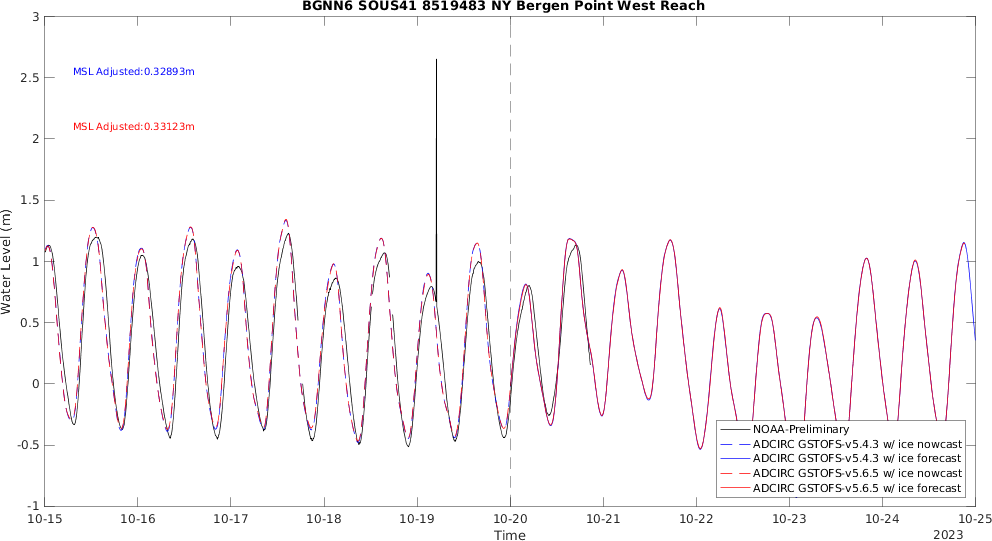 BGNN6 SOUS41 8519483 NY Bergen Point West Reach
3
2.5
2
1.5
1
0.5
0
-0.5
-1
Water Level (m)
MSL Adjusted:0.32893m
MSL Adjusted:0.33123m
NOAA-Preliminary
ADCIRC GSTOFS-v5.4.3 w/ ice nowcast
ADCIRC GSTOFS-v5.4.3 w/ ice forecast
ADCIRC GSTOFS-v5.6.5 w/ ice nowcast
ADCIRC GSTOFS-v5.6.5 w/ ice forecast
10-15 10-16 10-17 10-18 10-19 10-20 10-21 10-22 10-23 10-24 10-25
Time
2023